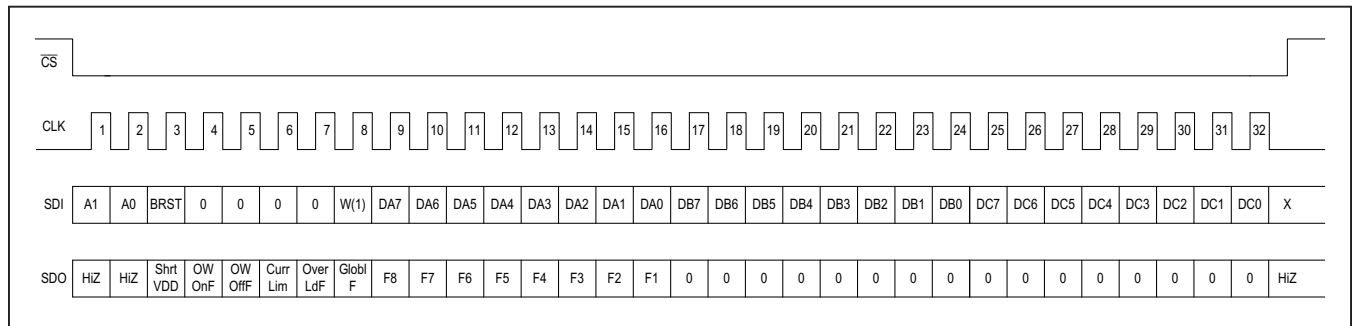 CS
CLK 1 2 3 4 5 6 7 8 9 10 11 12 13 14 15 16 17 18 19 20 21 22 23 24 25 26 27 28 29 30 31 32
SDI A1 A0 BRST 0 0 0 0 W(1) DA7 DA6 DA5 DA4 DA3 DA2 DA1 DA0 DB7 DB6 DB5 DB4 DB3 DB2 DB1 DB0 DC7 DC6 DC5 DC4 DC3 DC2 DC1 DC0 X
SDO HiZ HiZ Shrt VDD OW OnF OW OffF Curr Lim Over LdF Globl F F8 F7 F6 F5 F4 F3 F2 F1 0 0 0 0 0 0 0 0 0 0 0 0 0 0 0 0 HiZ